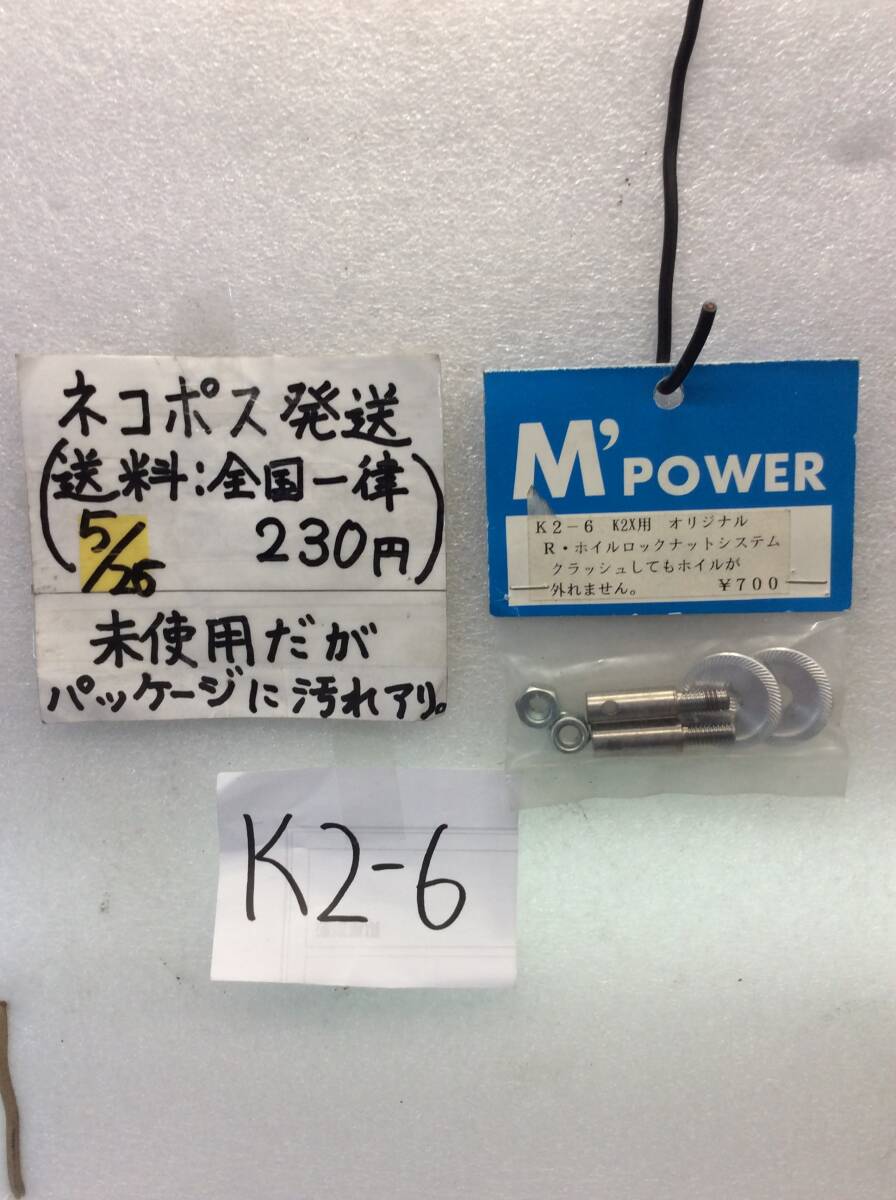 ネコポス発送
(送料:全国一律
5/25 230円)
未使用だが
パッケージに汚れアリ。
M'POWER
K2-6 K2X用 オリジナル
R・ホイルロックナットシステム
クラッシュしてもホイルが
外れません。 ¥700
K2-6